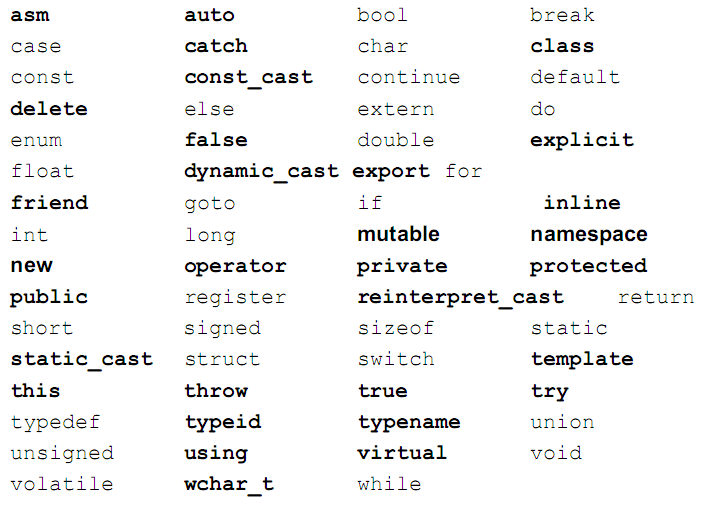 asm auto bool break
case catch char class
const const_cast continue default
delete else extern do
enum false double explicit
float dynamic_cast export for
friend goto if inline
int long mutable namespace
new operator private protected
public register reinterpret_cast return
short signed sizeof static
static_cast struct switch template
this throw true try
typedef typeid typename union
unsigned using virtual void
volatile wchar_t while